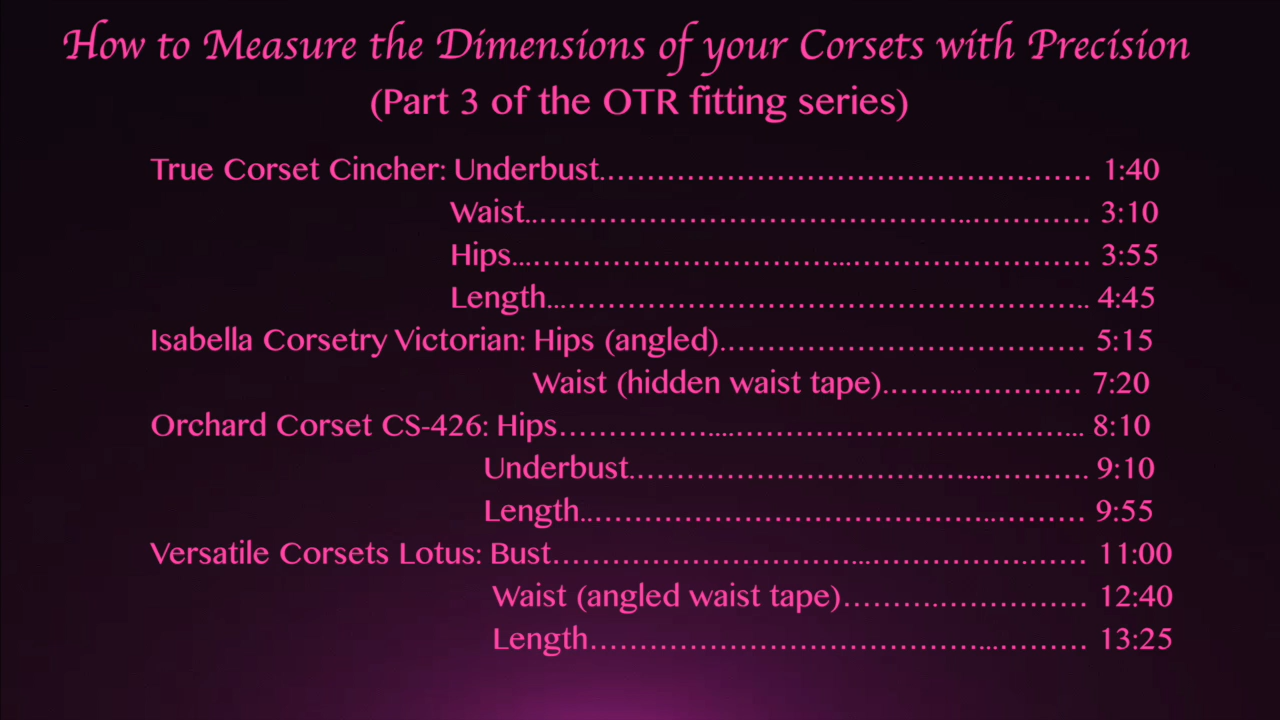 How to Measure the Dimensions of your Corsets with Precision
(Part 3 of the OTR fitting series)
True Corset Cincher: Underbust……………………………………..…… 1:40
Waist..……………………………………..………… 3:10
Hips...…………………………...…………………… 3:55
Length...………………………………………………….. 4:45
Isabella Corsetry Victorian: Hips (angled)……………………………… 5:15
Waist (hidden waist tape)……..………… 7:20
Orchard Corset CS-426: Hips……………....…………………………... 8:10
Underbust……………………………....………. 9:10
Length..…………………………………...……… 9:55
Versatile Corsets Lotus: Bust…………………………...……………..…… 11:00
Waist (angled waist tape)……….…………… 12:40
Length…………………………………...……… 13:25